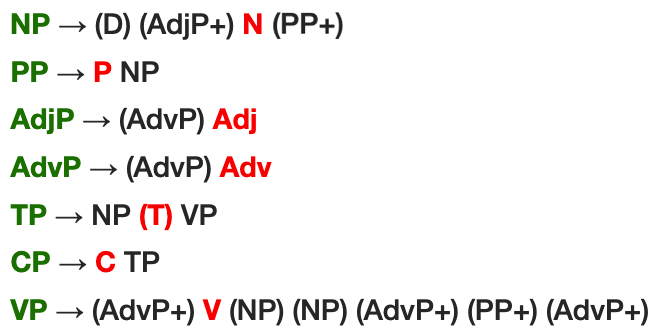 NP → (D) (AdjP+) N (PP+)
PP → P NP
AdjP → (AdvP) Adj
AdvP → (AdvP) Adv
TP → NP (T) VP
CP → C TP
VP → (AdvP+) V (NP) (NP) (AdvP+) (PP+) (AdvP+)